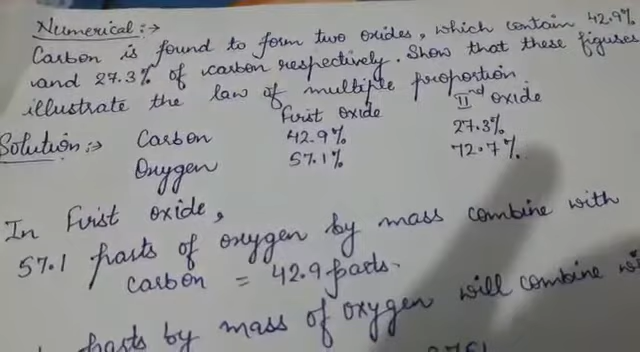 Numerical :→
Carbon is found to form two oxides, which contain 42.9%
and 27.3% of carbon respectively. Show that these figures
illustrate the law of multiple proportion.
First oxide IInd oxide
Solution :→ Carbon 42.9% 27.3%
Oxygen 57.1% 72.7%.
In First oxide,
57.1 parts of oxygen by mass combine with
carbon = 42.9 parts.
parts by mass of oxygen will combine